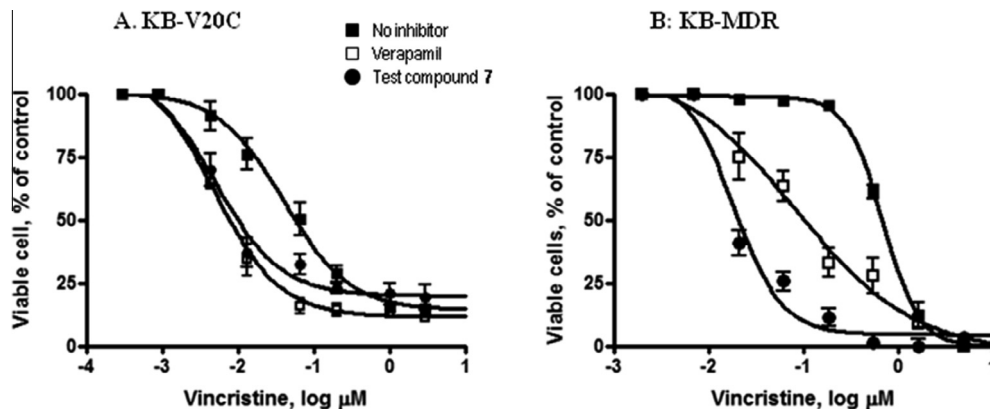 A. KB-V20C
No inhibitor
Verapamil
Test compound 7
B: KB-MDR
Viable cell, % of control
100
75
50
25
0
-4
-3
-2
-1
0
1
Vincristine, log µM
Viable cells, % of control
100
75
50
25
0
-3
-2
-1
0
1
Vincristine, log µM